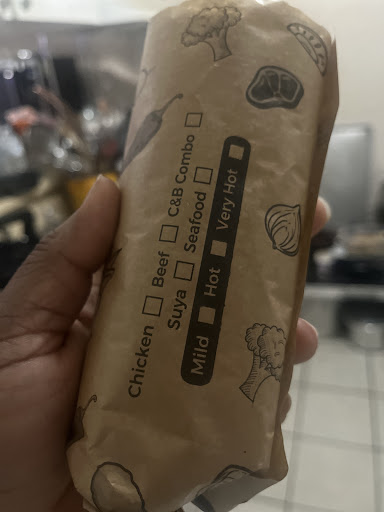 Chicken ☐ Beef ☐ C&B Combo ☐
Suya ☐ Seafood ☐
Mild ☐ Hot ☐ Very Hot ☐